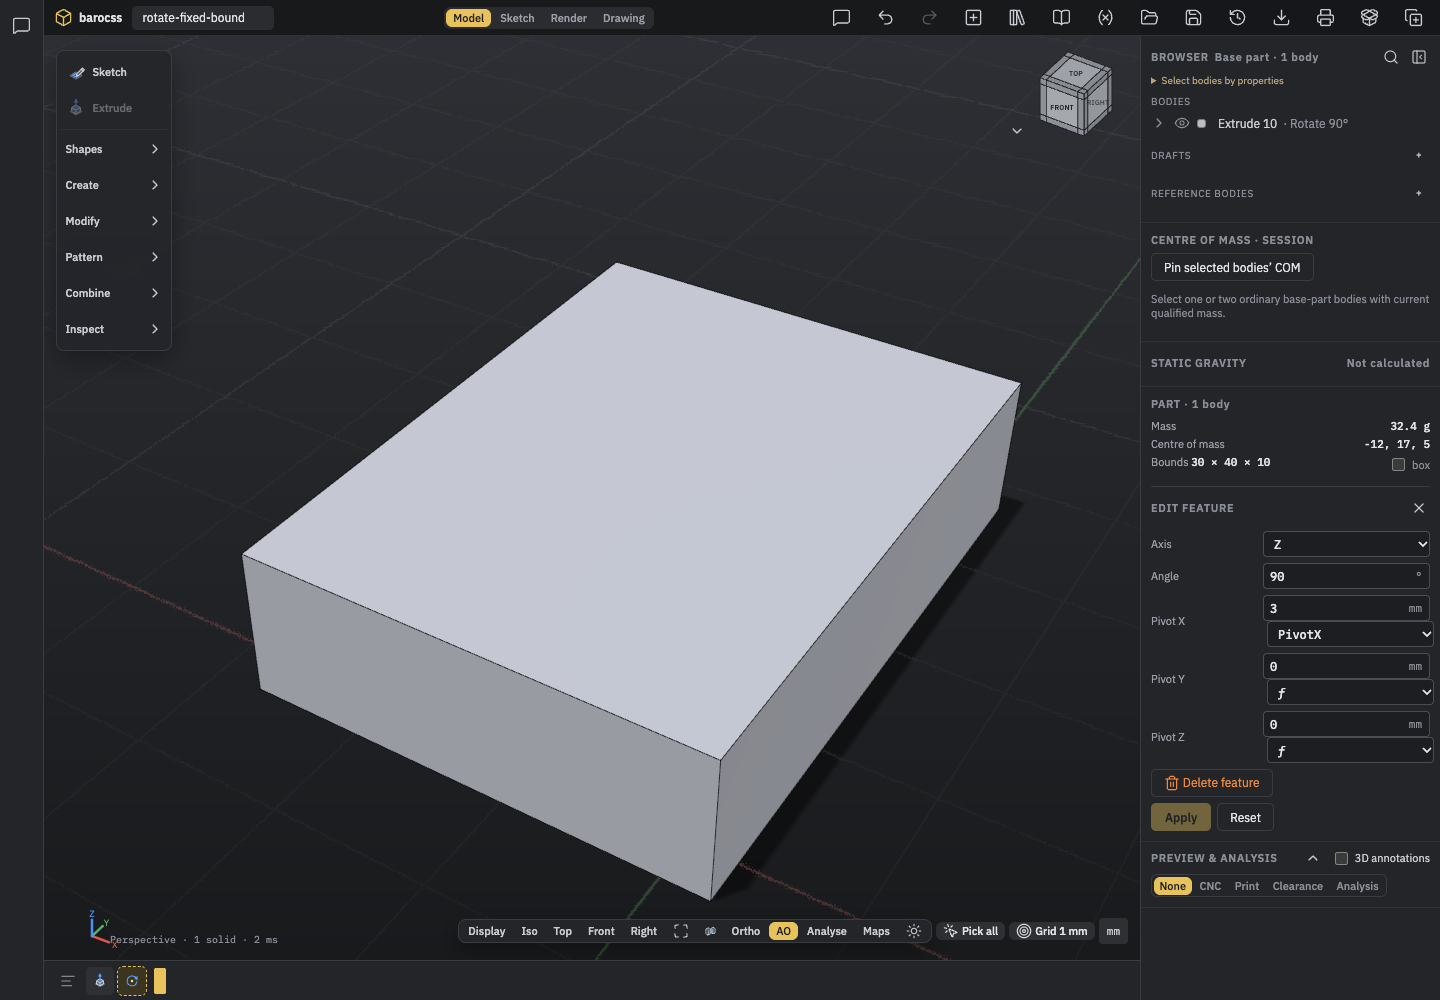 barocss rotate-fixed-bound Model Sketch Render Drawing
Sketch
Extrude
Shapes
Create
Modify
Pattern
Combine
Inspect
TOP
FRONT RIGHT
BROWSER Base part · 1 body
Select bodies by properties
BODIES
Extrude 10 · Rotate 90°
DRAFTS +
REFERENCE BODIES +
CENTRE OF MASS · SESSION
Pin selected bodies’ COM
Select one or two ordinary base-part bodies with current
qualified mass.
STATIC GRAVITY Not calculated
PART · 1 body
Mass 32.4 g
Centre of mass -12, 17, 5
Bounds 30 × 40 × 10 box
EDIT FEATURE
Axis Z
Angle 90 °
Pivot X 3 mm
PivotX
Pivot Y 0 mm
ƒ
Pivot Z 0 mm
ƒ
Delete feature
Apply Reset
PREVIEW & ANALYSIS 3D annotations
None CNC Print Clearance Analysis
Z
Y
X
Perspective · 1 solid · 2 ms
Display Iso Top Front Right Ortho AO Analyse Maps Pick all Grid 1 mm mm